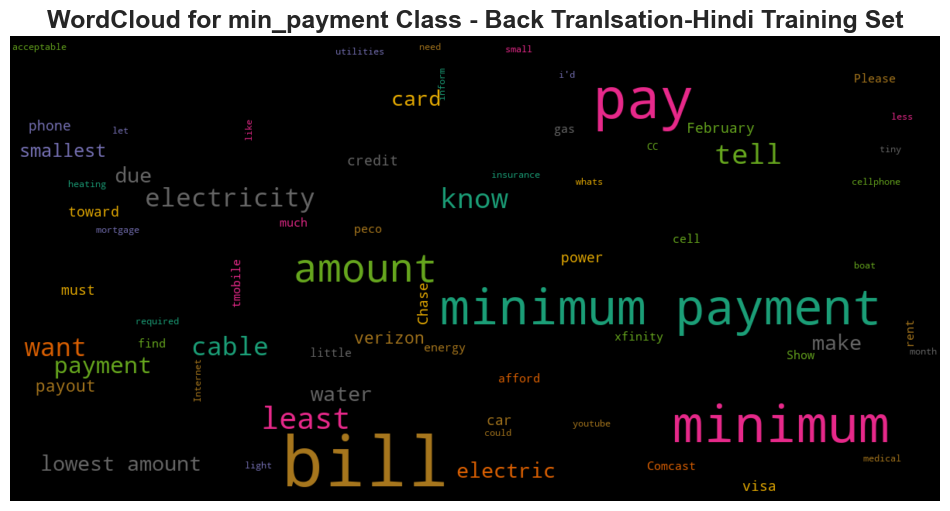 WordCloud for min_payment Class - Back Tranlsation-Hindi Training Set
acceptable
utilities
need
small
inform
i'd
Please
card
pay
less
phone
let
like
gas
February
CC
tiny
smallest
credit
tell
due
insurance
whats
cellphone
heating
electricity
know
toward
much
mortgage
peco
cell
power
boat
amount
tmobile
must
Chase
minimum payment
required
rent
want
find
cable
verizon
xfinity
make
little
energy
Show
month
payment
Internet
afford
payout
water
least
car
could
youtube
minimum
bill
lowest amount
light
electric
Comcast
medical
visa